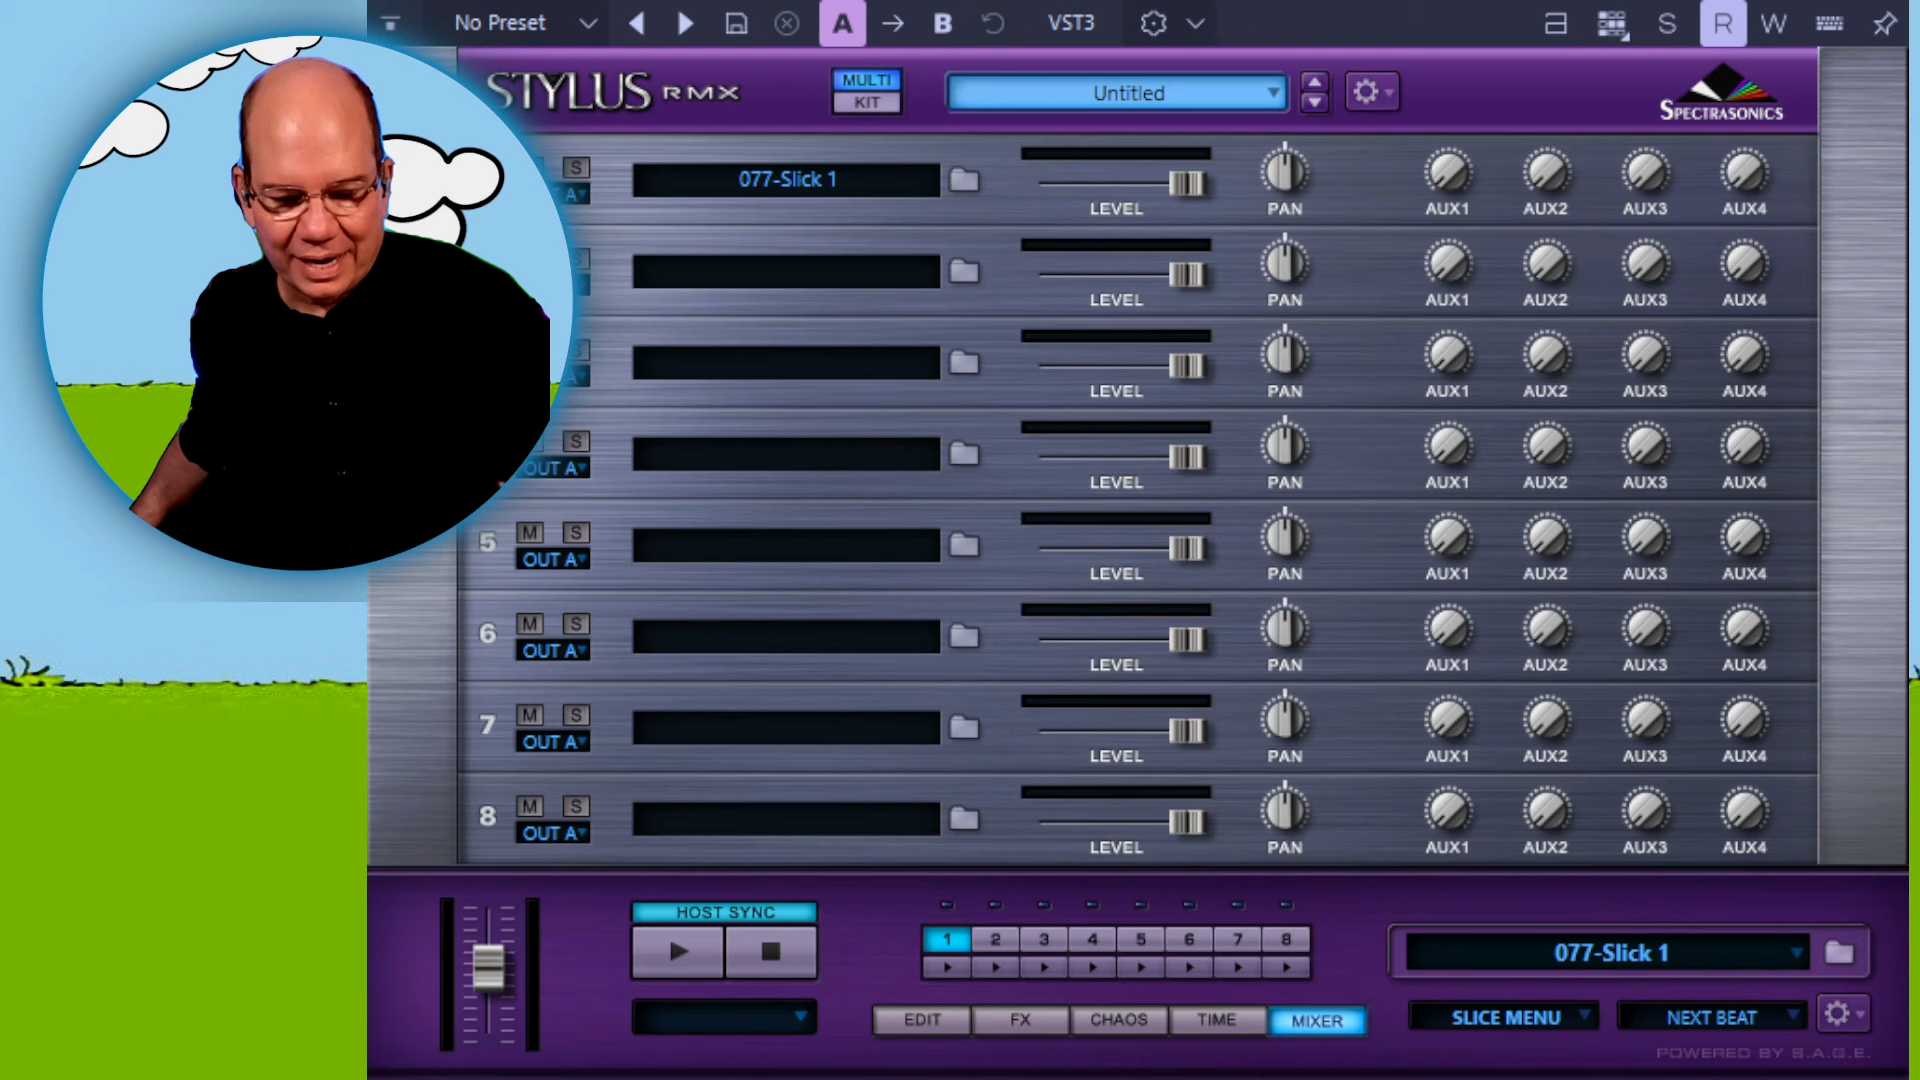 No Preset
A
B
VST3
S
R
W
STYLUS RMX
MULTI
KIT
Untitled
SPECTRASONICS
S
077-Slick 1
LEVEL
PAN
AUX1
AUX2
AUX3
AUX4
LEVEL
PAN
AUX1
AUX2
AUX3
AUX4
LEVEL
PAN
AUX1
AUX2
AUX3
AUX4
S
OUT A
LEVEL
PAN
AUX1
AUX2
AUX3
AUX4
5
M
S
OUT A
LEVEL
PAN
AUX1
AUX2
AUX3
AUX4
6
M
S
OUT A
LEVEL
PAN
AUX1
AUX2
AUX3
AUX4
7
M
S
OUT A
LEVEL
PAN
AUX1
AUX2
AUX3
AUX4
8
M
S
OUT A
LEVEL
PAN
AUX1
AUX2
AUX3
AUX4
HOST SYNC
1
2
3
4
5
6
7
8
077-Slick 1
EDIT
FX
CHAOS
TIME
MIXER
SLICE MENU
NEXT BEAT
POWERED BY S.A.G.E.